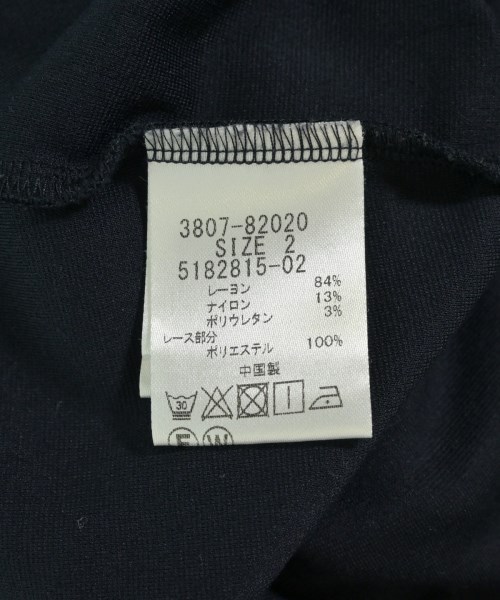 3807-82020
SIZE 2
5182815-02
レーヨン 84%
ナイロン 13%
ポリウレタン 3%
レース部分
ポリエステル 100%
中国製
30
F W